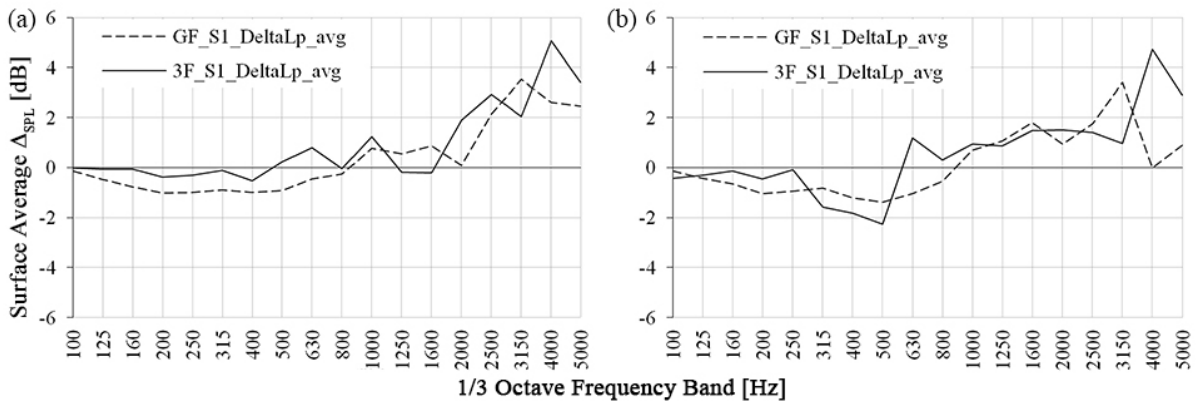 (a)
Surface Average Δ_SPL [dB]
6
4
2
0
-2
-4
-6
GF_S1_DeltaLp_avg
3F_S1_DeltaLp_avg
100 125 160 200 250 315 400 500 630 800 1000 1250 1600 2000 2500 3150 4000 5000
(b)
6
4
2
0
-2
-4
-6
GF_S1_DeltaLp_avg
3F_S1_DeltaLp_avg
100 125 160 200 250 315 400 500 630 800 1000 1250 1600 2000 2500 3150 4000 5000
1/3 Octave Frequency Band [Hz]